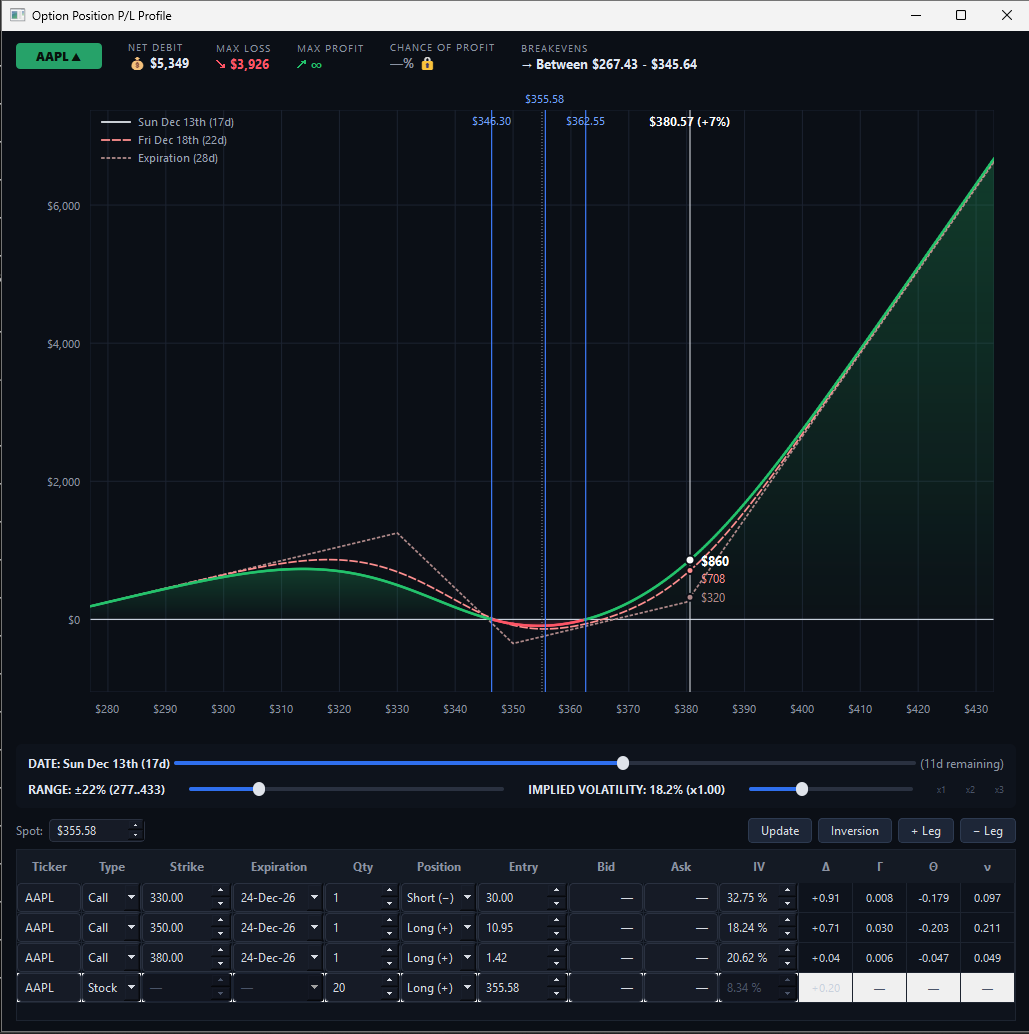 Option Position P/L Profile
AAPL▲
NET DEBIT
$5,349
MAX LOSS
↘ $3,926
MAX PROFIT
↗ ∞
CHANCE OF PROFIT
—%
BREAKEVENS
→ Between $267.43 - $345.64
$355.58
$346.30
$362.55
$380.57 (+7%)
Sun Dec 13th (17d)
Fri Dec 18th (22d)
Expiration (28d)
$6,000
$4,000
$2,000
$0
$860
$708
$320
$280 $290 $300 $310 $320 $330 $340 $350 $360 $370 $380 $390 $400 $410 $420 $430
DATE: Sun Dec 13th (17d) (11d remaining)
RANGE: ±22% (277..433) IMPLIED VOLATILITY: 18.2% (x1.00) x1 x2 x3
Spot: $355.58 Update Inversion + Leg − Leg
Ticker Type Strike Expiration Qty Position Entry Bid Ask IV Δ Γ Θ ν
AAPL Call 330.00 24-Dec-26 1 Short (−) 30.00 — — 32.75 % +0.91 0.008 -0.179 0.097
AAPL Call 350.00 24-Dec-26 1 Long (+) 10.95 — — 18.24 % +0.71 0.030 -0.203 0.211
AAPL Call 380.00 24-Dec-26 1 Long (+) 1.42 — — 20.62 % +0.04 0.006 -0.047 0.049
AAPL Stock — — 20 Long (+) 355.58 — — 8.34 % +0.20 — — —